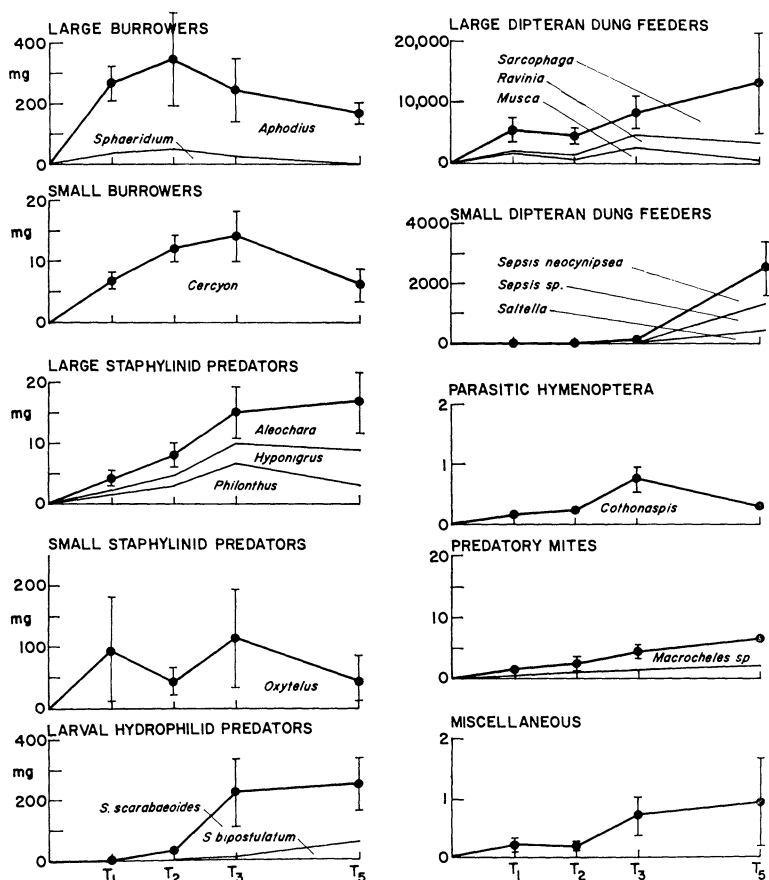 LARGE BURROWERS
400
mg
200
0
Sphaeridium
Aphodius
SMALL BURROWERS
20
mg
10
0
Cercyon
LARGE STAPHYLINID PREDATORS
20
mg
10
0
Aleochara
Hyponigrus
Philonthus
SMALL STAPHYLINID PREDATORS
200
mg
100
0
Oxytelus
LARVAL HYDROPHILID PREDATORS
400
mg
200
0
S. scarabaeoides
S bipostulatum
T1 T2 T3 T5
LARGE DIPTERAN DUNG FEEDERS
20,000
10,000
0
Sarcophaga
Ravinia
Musca
SMALL DIPTERAN DUNG FEEDERS
4000
2000
0
Sepsis neocynipsea
Sepsis sp.
Saltella
PARASITIC HYMENOPTERA
2
1
0
Cothonaspis
PREDATORY MITES
20
10
0
Macrocheles sp
MISCELLANEOUS
2
1
0
T1 T2 T3 T5